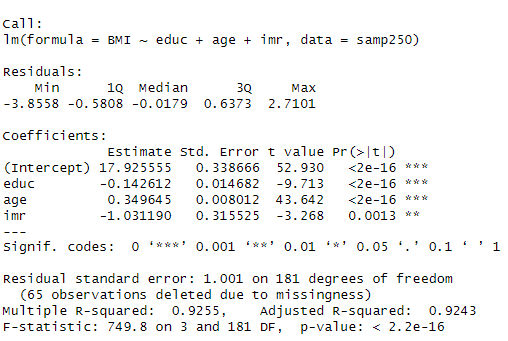 Call:
lm(formula = BMI ~ educ + age + imr, data = samp250)
Residuals:
    Min      1Q  Median      3Q     Max
-3.8558 -0.5808 -0.0179  0.6373  2.7101
Coefficients:
             Estimate Std. Error t value Pr(>|t|)
(Intercept) 17.925555   0.338666  52.930   <2e-16 ***
educ        -0.142612   0.014682  -9.713   <2e-16 ***
age          0.349645   0.008012  43.642   <2e-16 ***
imr         -1.031190   0.315525  -3.268   0.0013 **
---
Signif. codes:  0 ‘***’ 0.001 ‘**’ 0.01 ‘*’ 0.05 ‘.’ 0.1 ‘ ’ 1
Residual standard error: 1.001 on 181 degrees of freedom
  (65 observations deleted due to missingness)
Multiple R-squared:  0.9255,    Adjusted R-squared:  0.9243
F-statistic: 749.8 on 3 and 181 DF,  p-value: < 2.2e-16